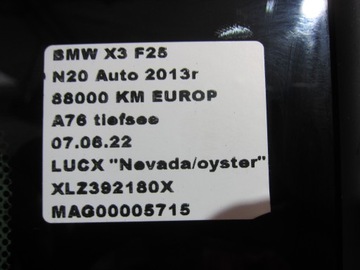 BMW X3 F25
N20 Auto 2013r
88000 KM EUROP
A76 tiefsee
07.06.22
LUCX "Nevada/oyster"
XLZ392180X
MAG00005715